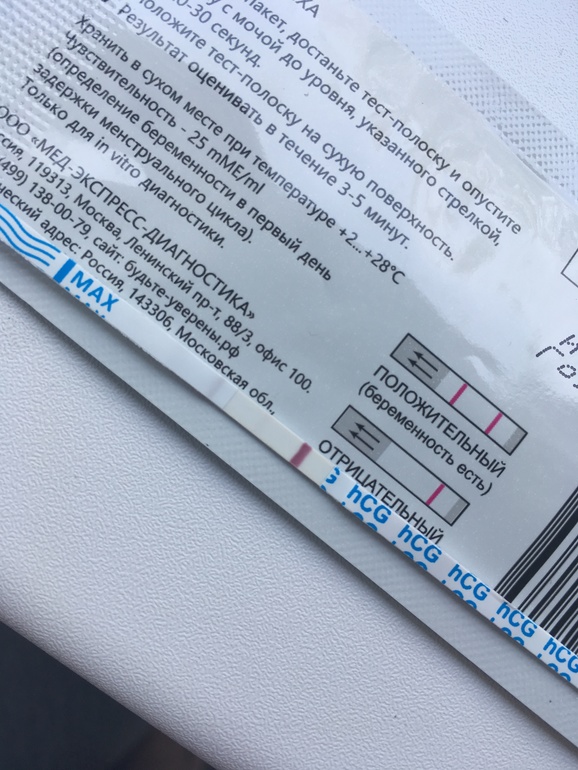 ХА
пакет, достаньте тест-полоску и опустите
с мочой до уровня, указанного стрелкой,
20-30 секунд.
положите тест-полоску на сухую поверхность.
Результат оценивать в течение 3-5 минут.
Хранить в сухом месте при температуре +2...+28°C
Чувствительность - 25 mME/ml
(определение беременности в первый день
задержки менструального цикла).
Только для in vitro диагностики.
ООО «МЕД-ЭКСПРЕСС-ДИАГНОСТИКА»
119313, Москва, Ленинский пр-т, 88/3, офис 100.
(499) 138-00-79, сайт: будьте-уверены.рф
адрес: Россия, 143306, Московская обл.,
ПОЛОЖИТЕЛЬНЫЙ
(беременность есть)
ОТРИЦАТЕЛЬНЫЙ
MAX
hCG hCG hCG hCG hCG